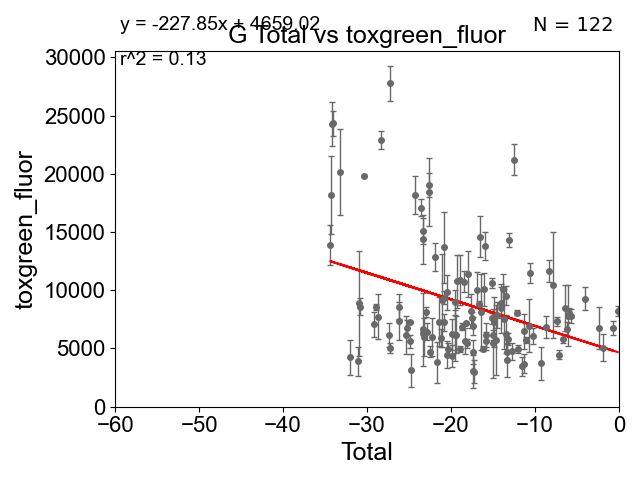 y = -227.85x + 4659.02
G Total vs toxgreen_fluor
N = 122
r^2 = 0.13
30000
25000
20000
15000
10000
5000
0
toxgreen_fluor
−60 −50 −40 −30 −20 −10 0
Total